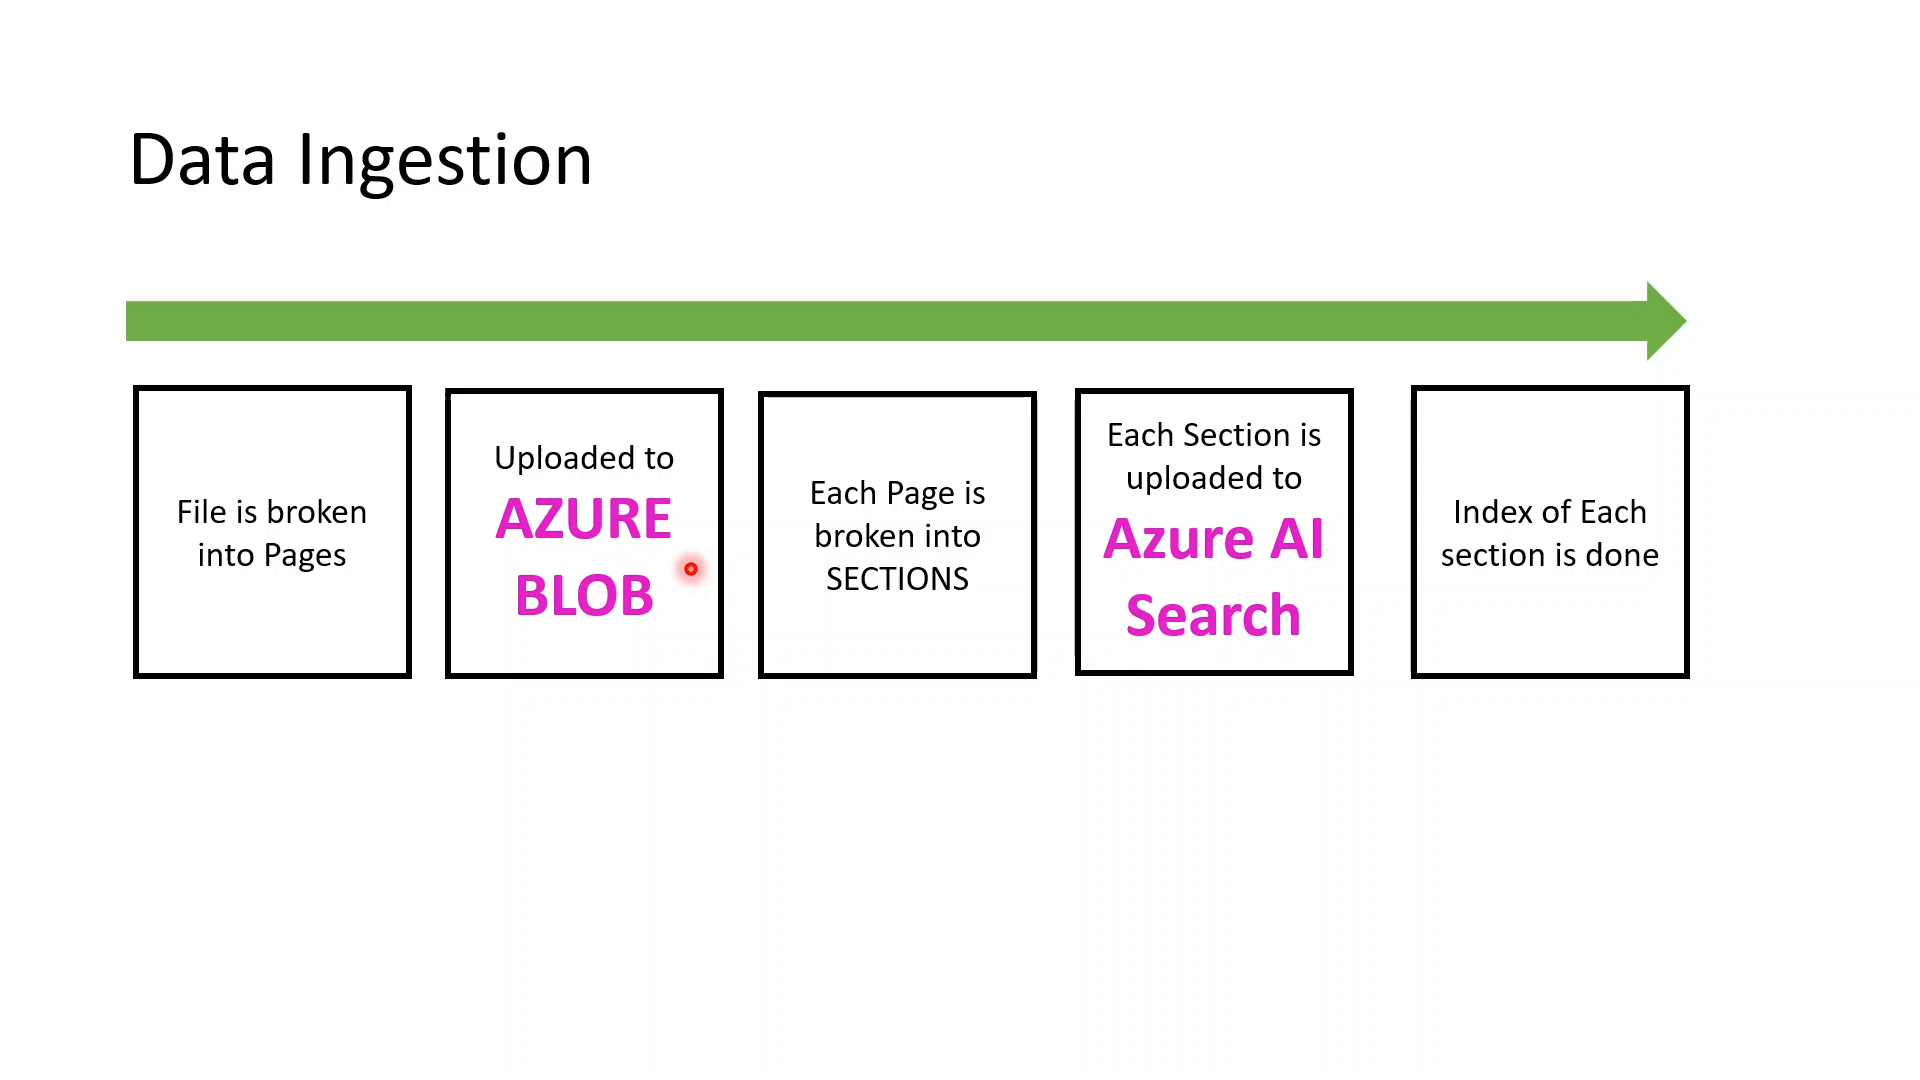 Data Ingestion
File is broken
into Pages
Uploaded to
AZURE
BLOB
Each Page is
broken into
SECTIONS
Each Section is
uploaded to
Azure AI
Search
Index of Each
section is done